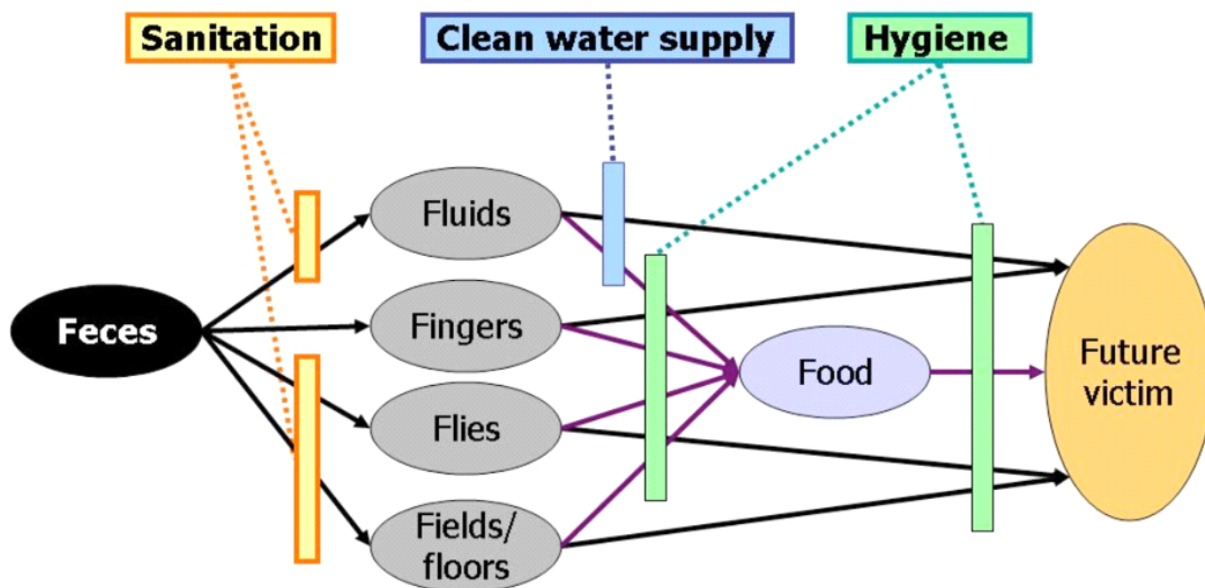 Sanitation
Clean water supply
Hygiene
Fluids
Feces
Fingers
Food
Future
victim
Flies
Fields/
floors